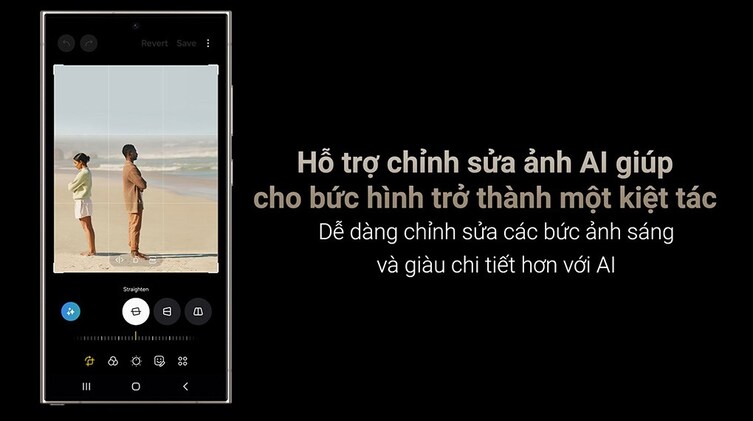 Revert Save
Hỗ trợ chỉnh sửa ảnh AI giúp
cho bức hình trở thành một kiệt tác
Dễ dàng chỉnh sửa các bức ảnh sáng
và giàu chi tiết hơn với AI
Straighten